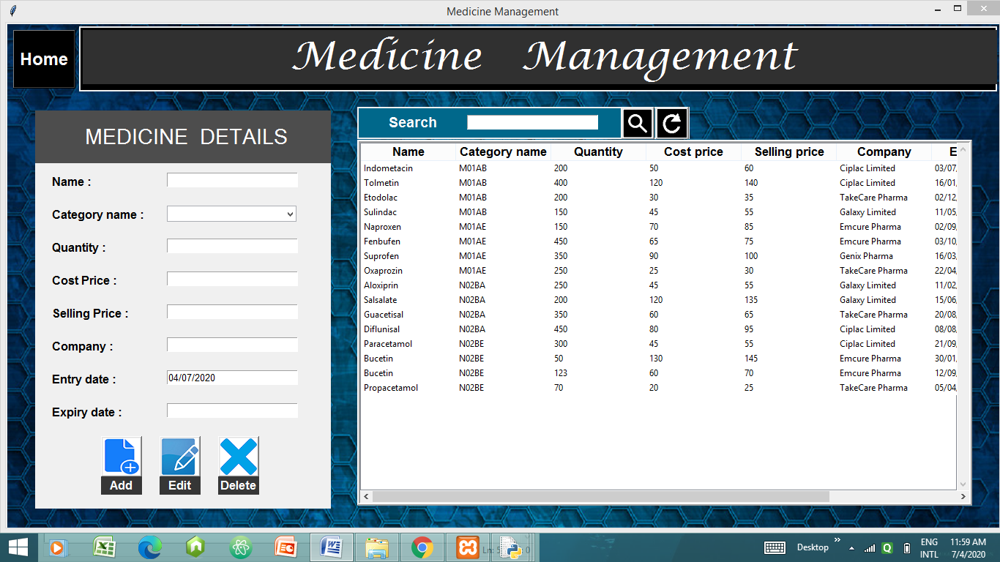 Medicine Management
Home
Medicine Management
MEDICINE DETAILS
Name :
Category name :
Quantity :
Cost Price :
Selling Price :
Company :
Entry date : 04/07/2020
Expiry date :
Add Edit Delete
Search
Name Category name Quantity Cost price Selling price Company E
Indometacin M01AB 200 50 60 Ciplac Limited 03/07,
Tolmetin M01AB 400 120 140 Ciplac Limited 16/01,
Etodolac M01AB 200 30 35 TakeCare Pharma 02/12,
Sulindac M01AB 150 45 55 Galaxy Limited 11/05,
Naproxen M01AE 150 70 85 Emcure Pharma 02/09,
Fenbufen M01AE 450 65 75 Emcure Pharma 03/10,
Suprofen M01AE 350 90 100 Genix Pharma 16/03,
Oxaprozin M01AE 250 25 30 TakeCare Pharma 22/04,
Aloxiprin N02BA 250 45 55 Galaxy Limited 11/02,
Salsalate N02BA 200 120 135 Galaxy Limited 15/06,
Guacetisal N02BA 350 60 65 TakeCare Pharma 20/08,
Diflunisal N02BA 450 80 95 Ciplac Limited 08/08,
Paracetamol N02BE 300 45 55 Ciplac Limited 21/09,
Bucetin N02BE 50 130 145 Emcure Pharma 30/01,
Bucetin N02BE 123 60 70 Emcure Pharma 12/09,
Propacetamol N02BE 70 20 25 TakeCare Pharma 05/04,
Desktop
ENG
INTL
11:59 AM
7/4/2020